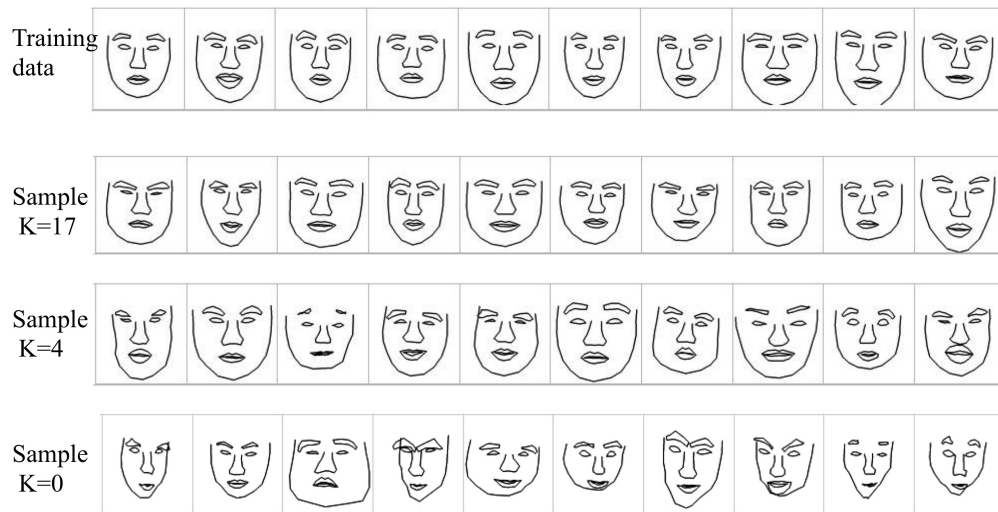 Training
data
Sample
K=17
Sample
K=4
Sample
K=0